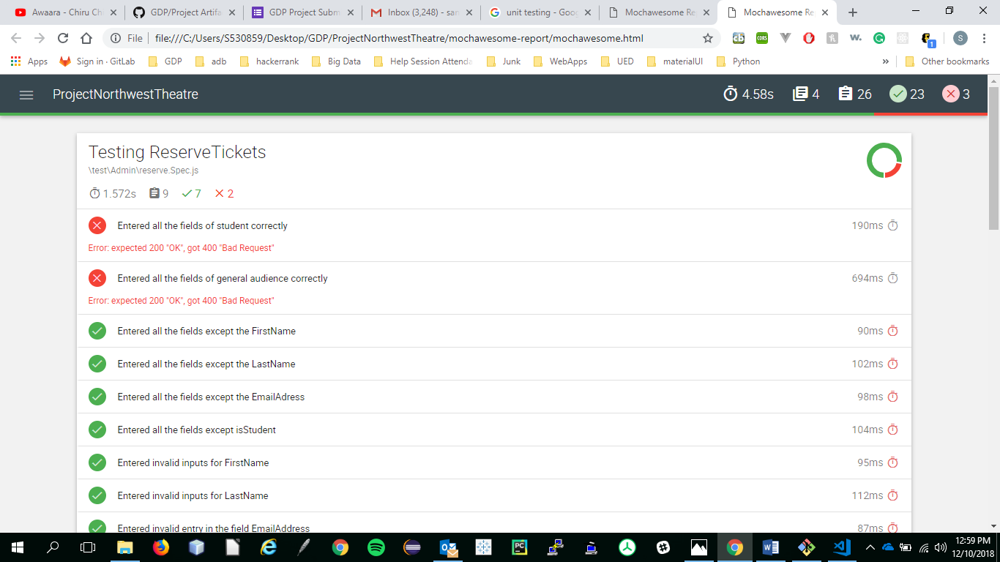 Awaara - Chiru Ch
GDP/Project Artifa
GDP Project Subm
Inbox (3,248) - san
unit testing - Goo
Mochawesome Re
Mochawesome Re
File
file:///C:/Users/S530859/Desktop/GDP/ProjectNorthwestTheatre/mochawesome-report/mochawesome.html
Apps
Sign in · GitLab
GDP
adb
hackerrank
Big Data
Help Session Attenda
Junk
WebApps
UED
materialUI
Python
»
Other bookmarks
ProjectNorthwestTheatre
4.58s
4
26
23
3
Testing ReserveTickets
\test\Admin\reserve.Spec.js
1.572s 9 7 2
Entered all the fields of student correctly 190ms
Error: expected 200 "OK", got 400 "Bad Request"
Entered all the fields of general audience correctly 694ms
Error: expected 200 "OK", got 400 "Bad Request"
Entered all the fields except the FirstName 90ms
Entered all the fields except the LastName 102ms
Entered all the fields except the EmailAdress 98ms
Entered all the fields except isStudent 104ms
Entered invalid inputs for FirstName 95ms
Entered invalid inputs for LastName 112ms
Entered invalid entry in the field EmailAddress 87ms
12:59 PM
12/10/2018